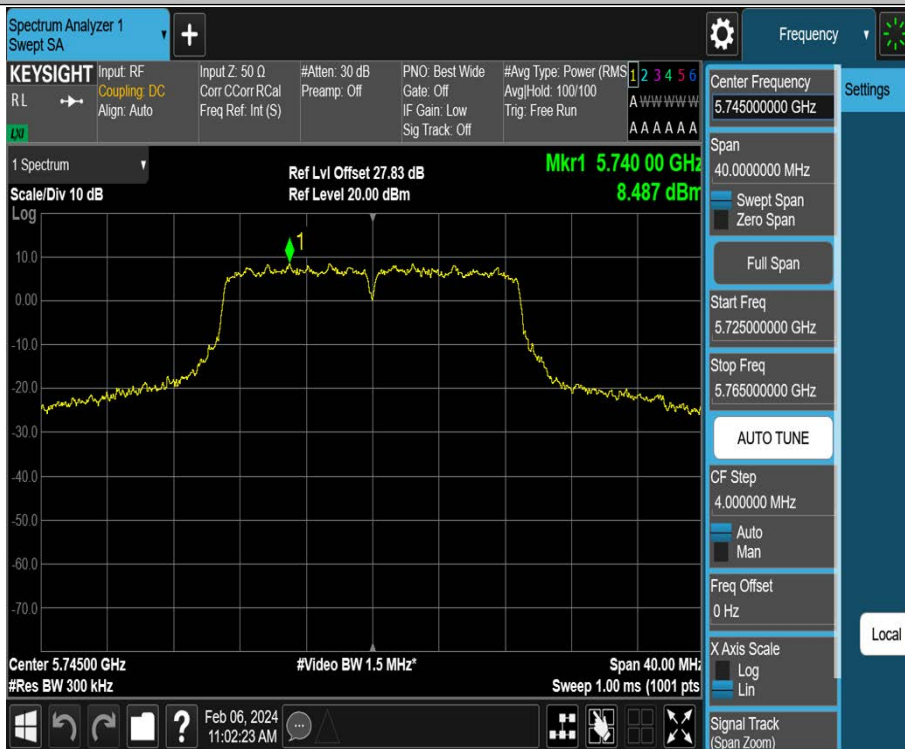 Spectrum Analyzer 1
Swept SA
+
Frequency
KEYSIGHT
RL
LXI
Input: RF
Coupling: DC
Align: Auto
Input Z: 50 Ω
Corr CCorr RCal
Freq Ref: Int (S)
#Atten: 30 dB
Preamp: Off
PNO: Best Wide
Gate: Off
IF Gain: Low
Sig Track: Off
#Avg Type: Power (RMS
Avg|Hold: 100/100
Trig: Free Run
1 2 3 4 5 6
A W W W W W
A A A A A A
1 Spectrum
Scale/Div 10 dB
Log
Ref Lvl Offset 27.83 dB
Ref Level 20.00 dBm
Mkr1 5.740 00 GHz
8.487 dBm
1
10.0
0.00
-10.0
-20.0
-30.0
-40.0
-50.0
-60.0
-70.0
Center 5.74500 GHz
#Video BW 1.5 MHz*
Span 40.00 MHz
#Res BW 300 kHz
Sweep 1.00 ms (1001 pts
?
Feb 06, 2024
11:02:23 AM
Center Frequency
5.745000000 GHz
Settings
Span
40.0000000 MHz
Swept Span
Zero Span
Full Span
Start Freq
5.725000000 GHz
Stop Freq
5.765000000 GHz
AUTO TUNE
CF Step
4.000000 MHz
Auto
Man
Freq Offset
0 Hz
Local
X Axis Scale
Log
Lin
Signal Track
(Span Zoom)